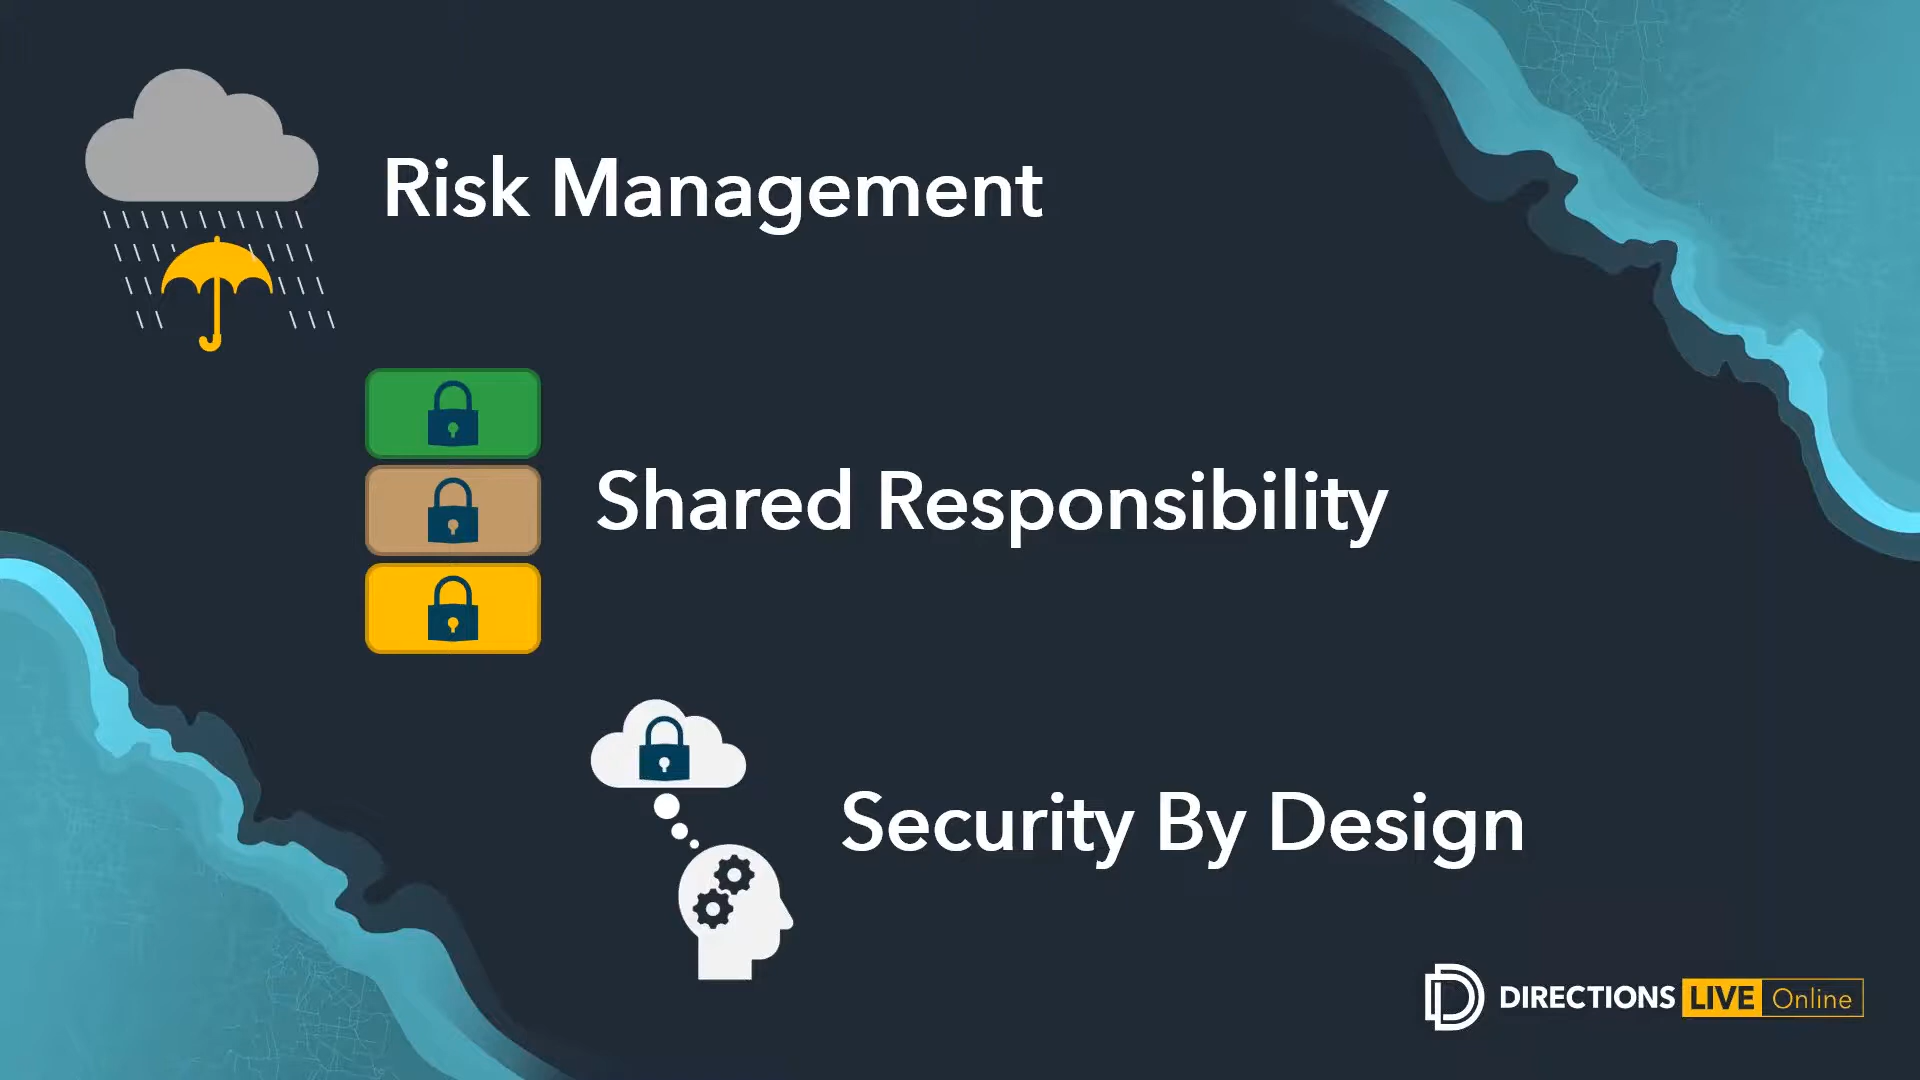 Risk Management
Shared Responsibility
Security By Design
DIRECTIONS LIVE Online